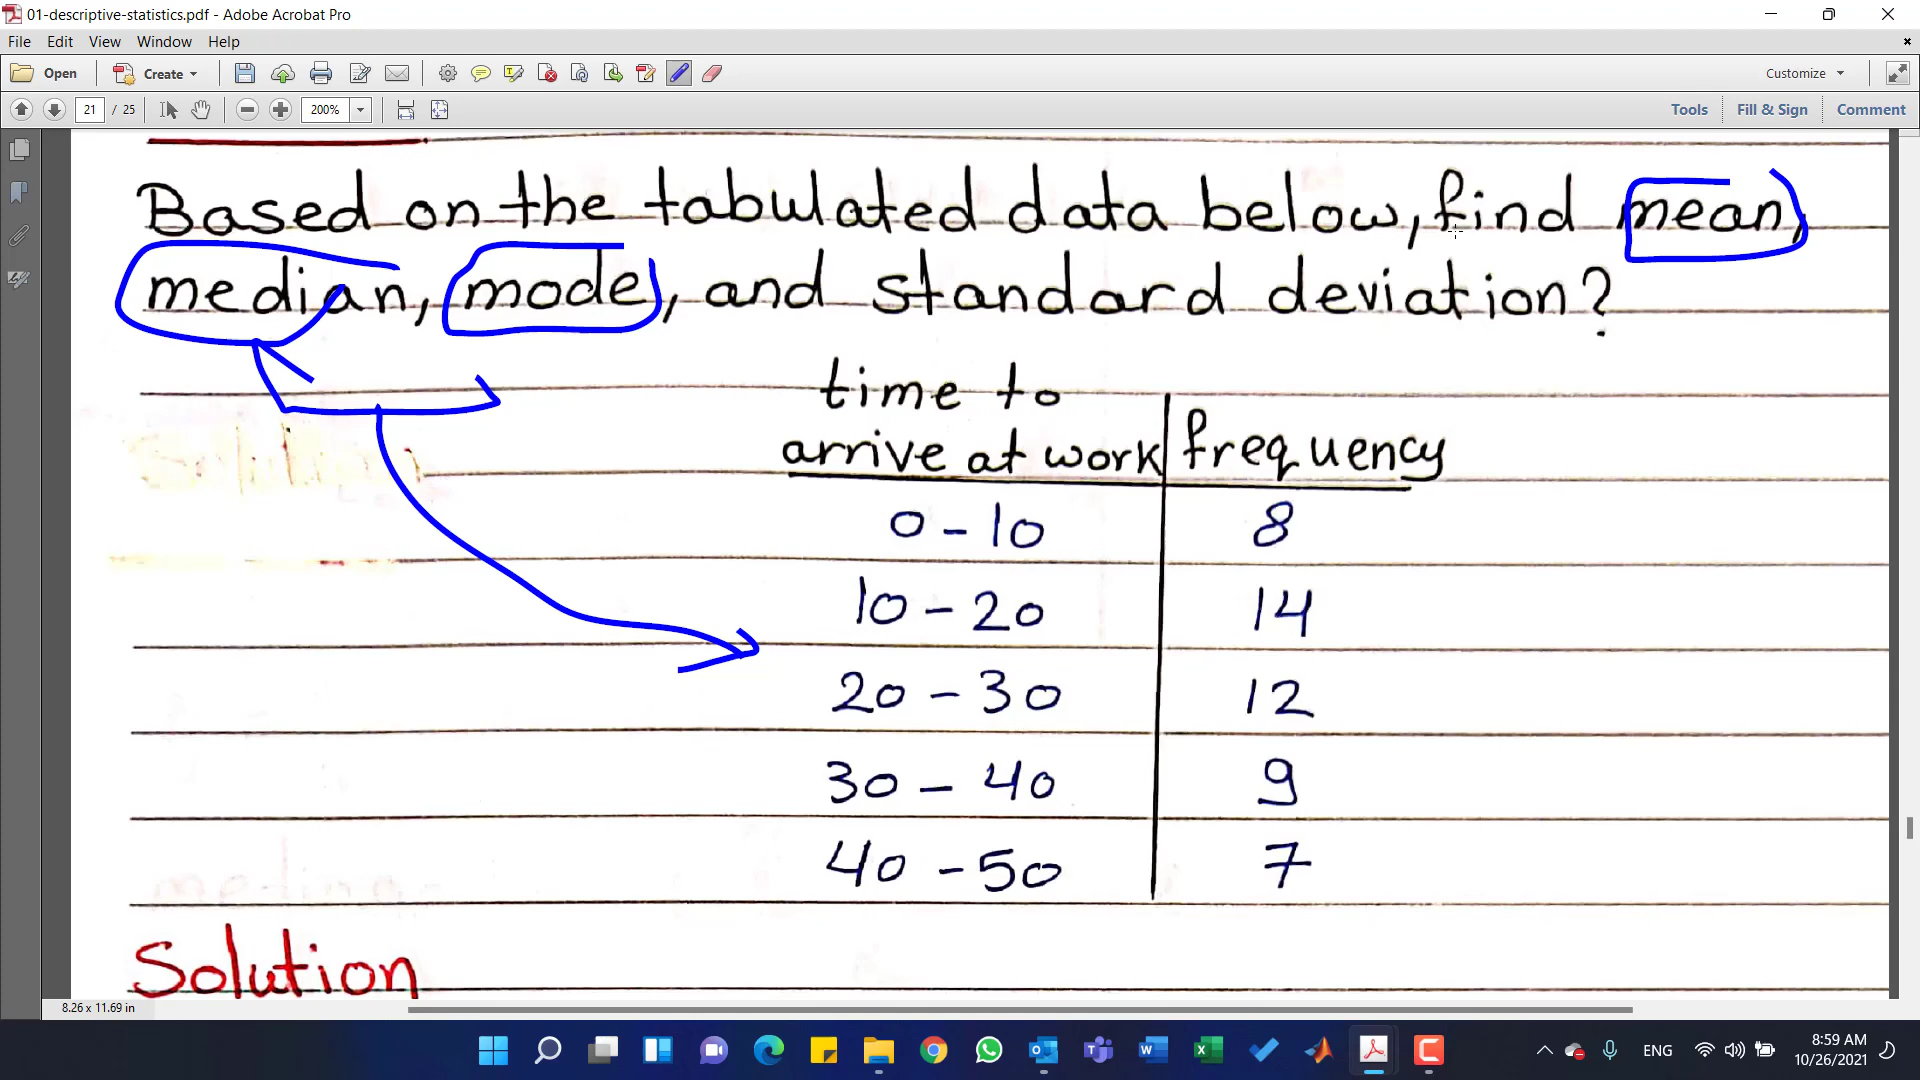 01-descriptive-statistics.pdf - Adobe Acrobat Pro
File Edit View Window Help
Open Create Customize
21 / 25 200% Tools Fill & Sign Comment
Based on the tabulated data below, find mean,
median, mode, and standard deviation?
time to
arrive at work frequency
0 - 10 8
10 - 20 14
20 - 30 12
30 - 40 9
40 - 50 7
Solution
8.26 x 11.69 in
ENG
8:59 AM
10/26/2021